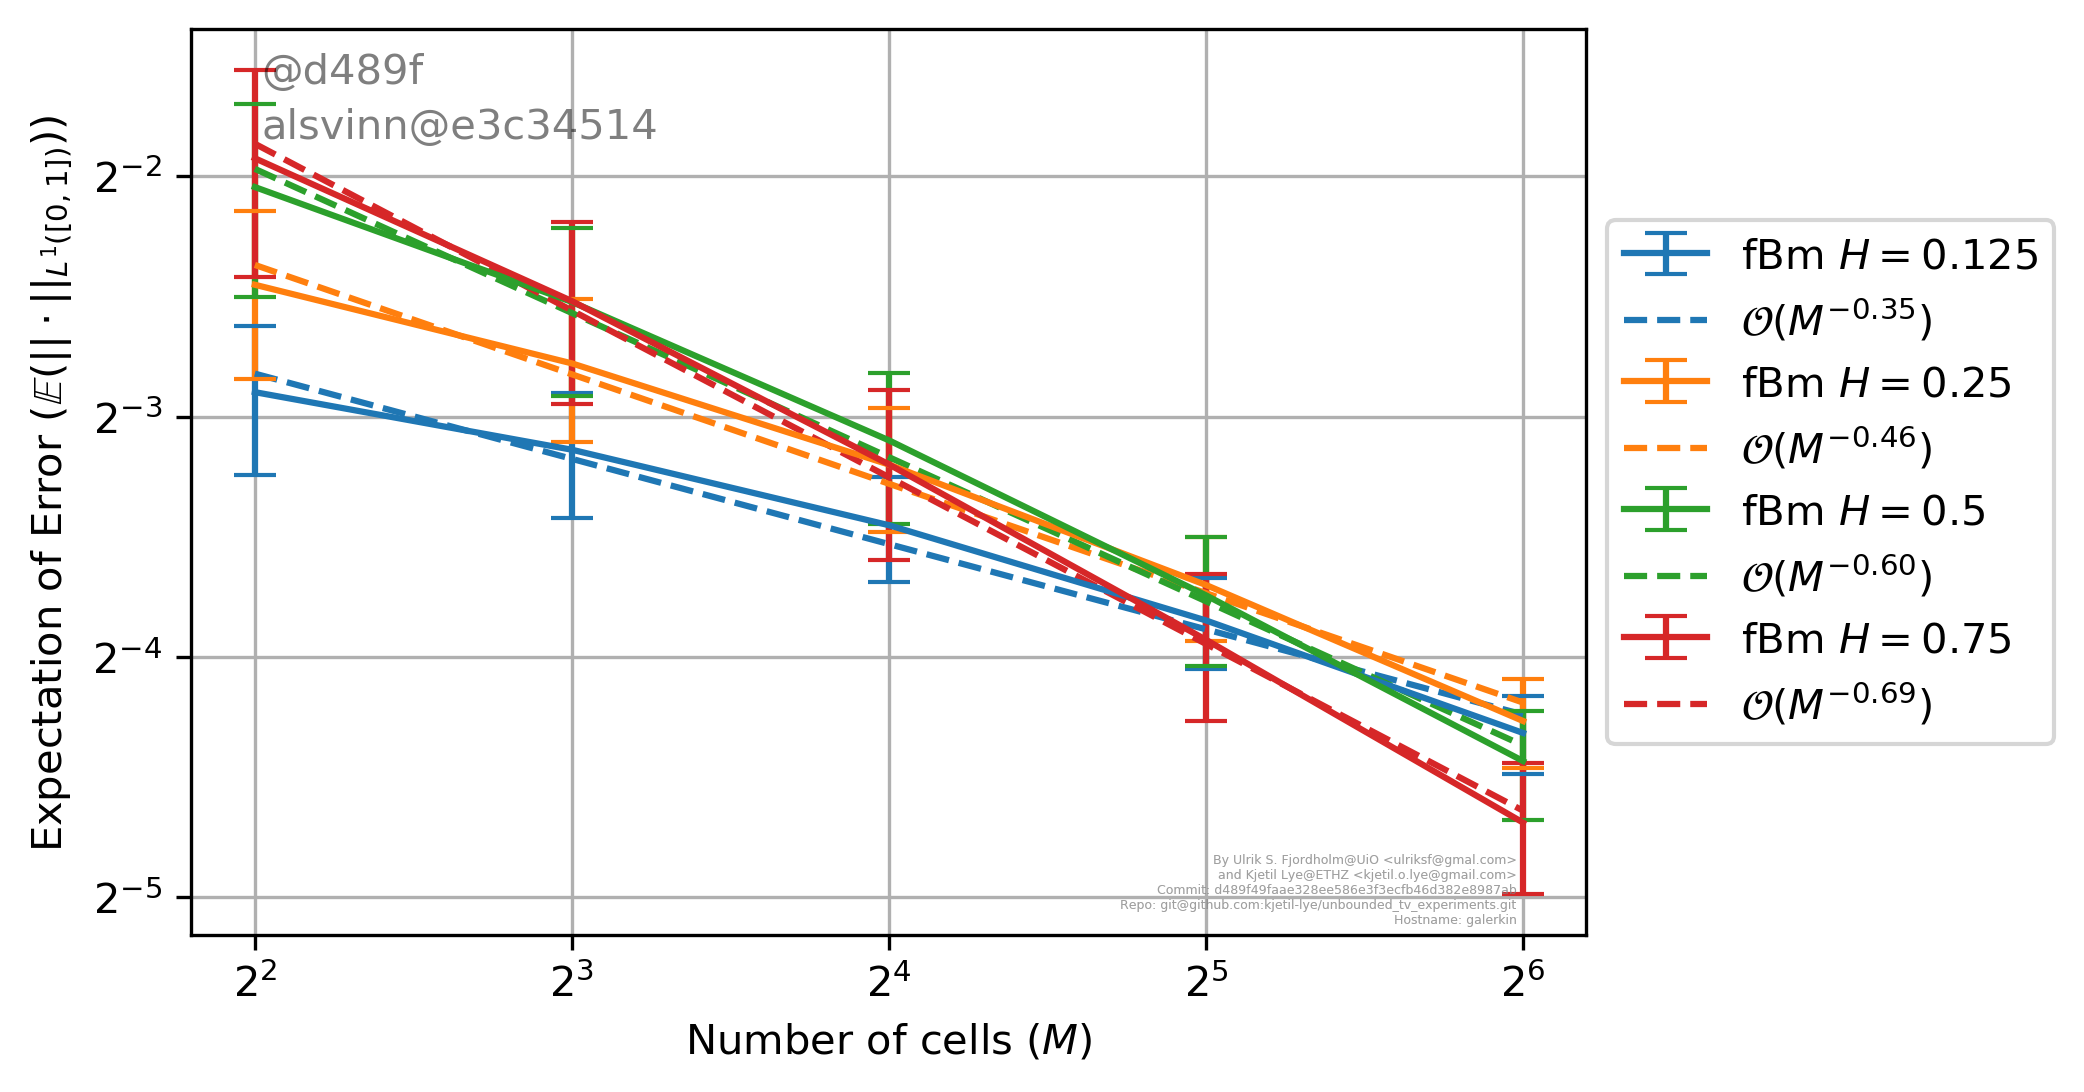 @d489f
alsvinn@e3c34514
Expectation of Error (𝔼(||·||_{L^1([0,1])}))
2^{-2}
2^{-3}
2^{-4}
2^{-5}
2^2
2^3
2^4
2^5
2^6
Number of cells (M)
fBm H = 0.125
𝒪(M^{-0.35})
fBm H = 0.25
𝒪(M^{-0.46})
fBm H = 0.5
𝒪(M^{-0.60})
fBm H = 0.75
𝒪(M^{-0.69})
By Ulrik S. Fjordholm@UiO <ulriksf@gmal.com>
and Kjetil Lye@ETHZ <kjetil.o.lye@gmail.com>
Commit: d489f49faae328ee586e3f3ecfb46d382e8987ab
Repo: git@github.com:kjetil-lye/unbounded_tv_experiments.git
Hostname: galerkin